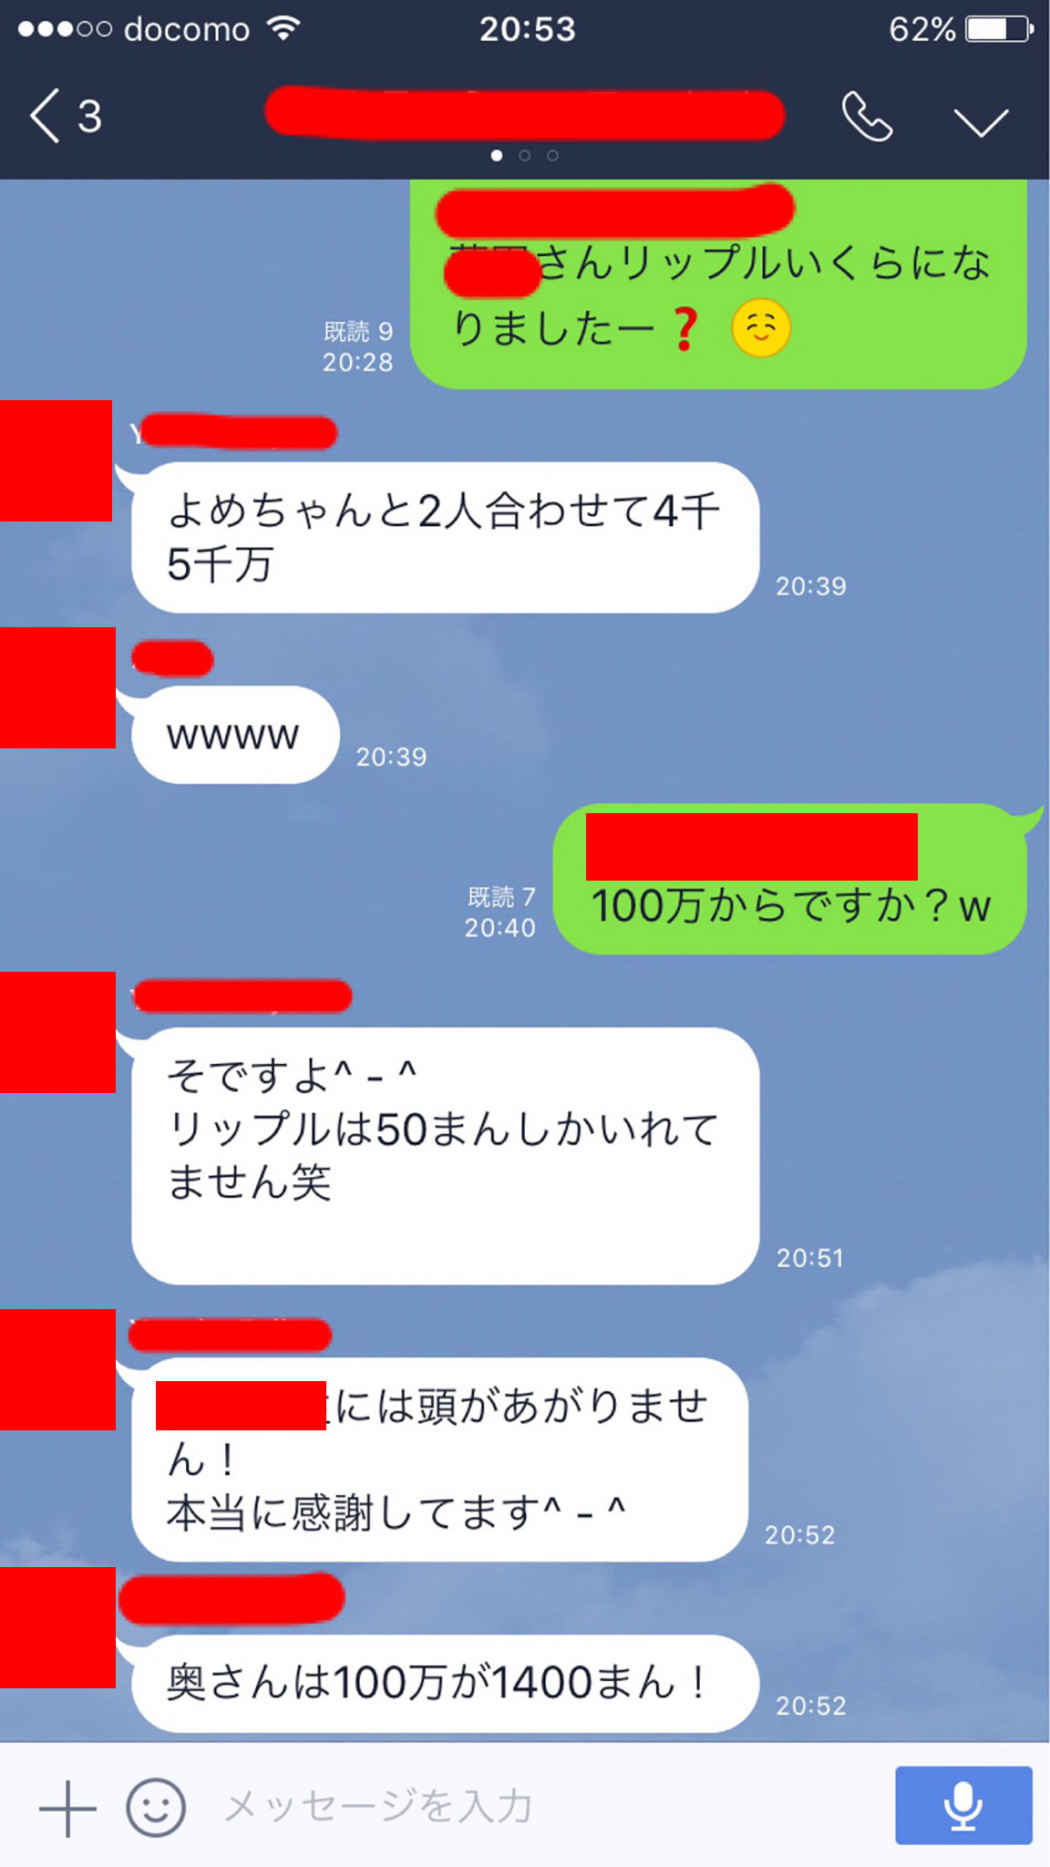 docomo 20:53 62%
3
さんリップルいくらにな
りましたー❓😌
既読 9
20:28
よめちゃんと2人合わせて4千
5千万
20:39
wwww
20:39
100万からですか？w
既読 7
20:40
そですよ^ - ^
リップルは50まんしかいれて
ません笑
20:51
には頭があがりませ
ん！
本当に感謝してます^ - ^
20:52
奥さんは100万が1400まん！
20:52
メッセージを入力